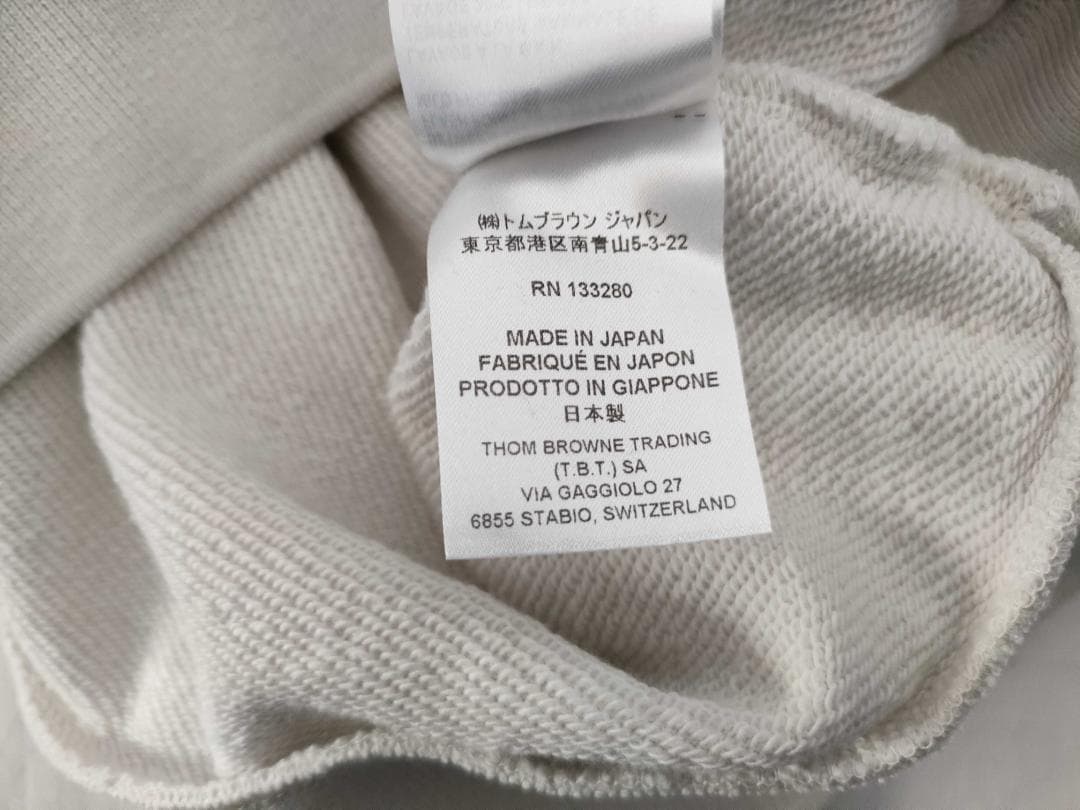 ㈱トムブラウン ジャパン
東京都港区南青山5-3-22
RN 133280
MADE IN JAPAN
FABRIQUÉ EN JAPON
PRODOTTO IN GIAPPONE
日本製
THOM BROWNE TRADING
(T.B.T.) SA
VIA GAGGIOLO 27
6855 STABIO, SWITZERLAND